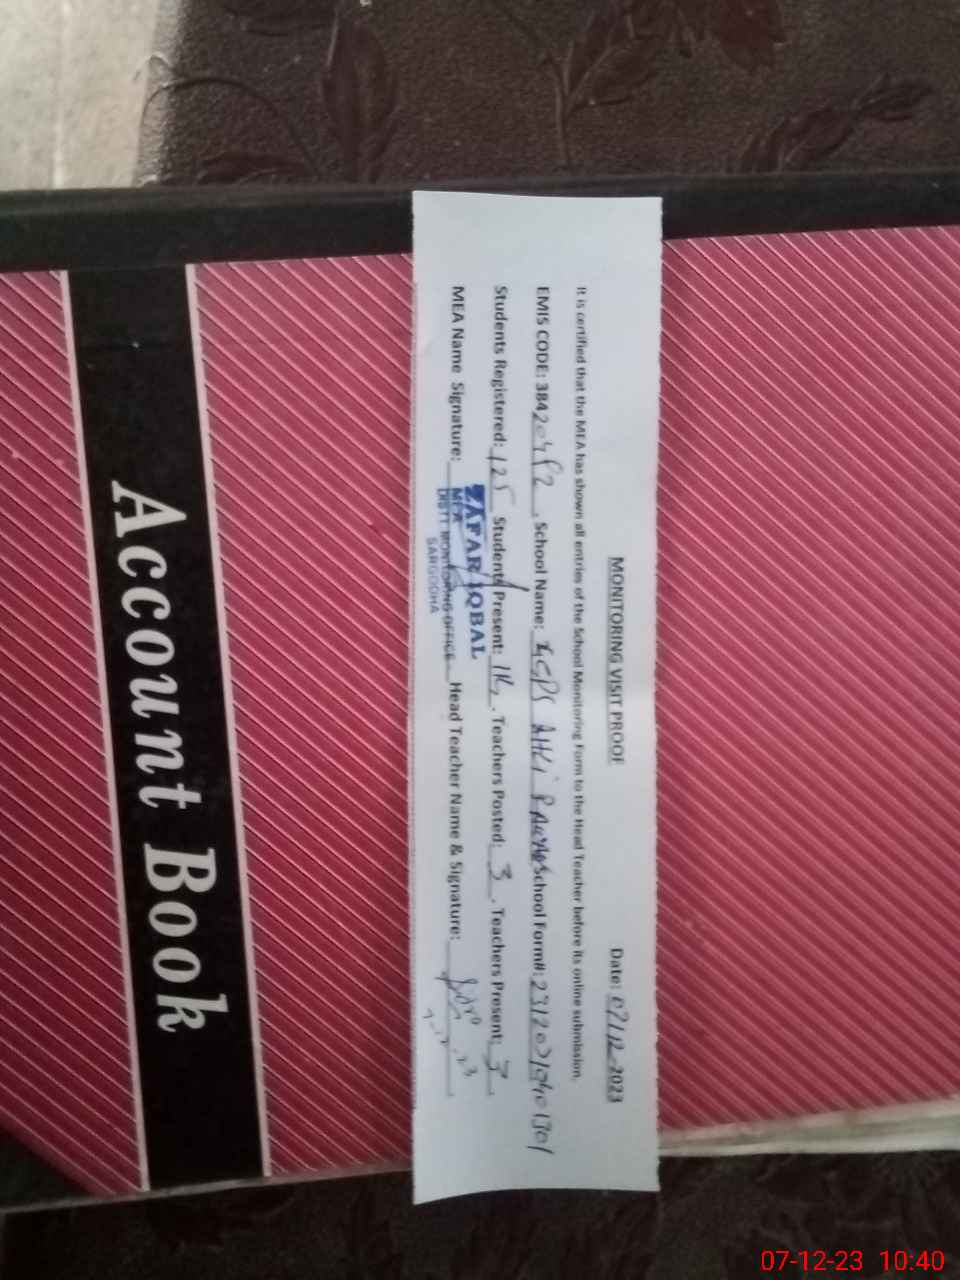 MONITORING VISIT PROOF
Date: 07/12-2023
It is certified that the MEA has shown all entries of the School Monitoring Form to the Head Teacher before its online submission.
EMIS CODE: 384 , School Name: School Form#:
Students Registered: 125 Students Present: , Teachers Posted: 3 , Teachers Present: 3
MEA Name Signature: Head Teacher Name & Signature:
ZAFAR IQBAL
MEA
DISTT MONITORING OFFICE
SARGODHA
Account Book
07-12-23 10:40